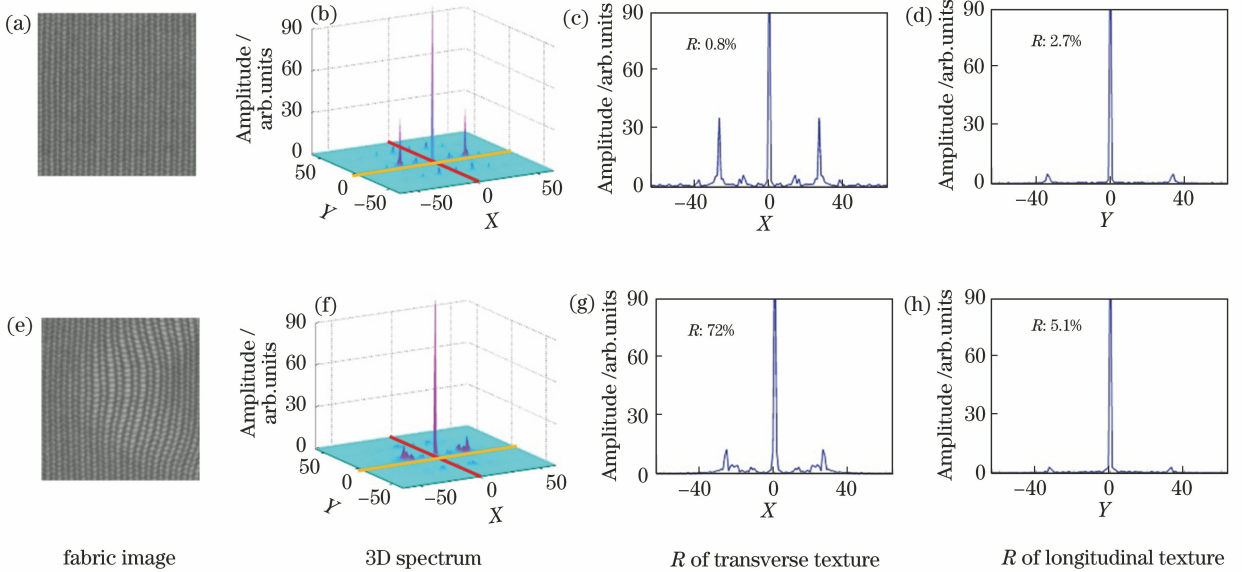 (a)
(b)
Amplitude /
arb.units
90
60
30
0
50
0
−50
Y
−50
0
50
X
(c)
Amplitude /arb.units
90
60
30
0
R: 0.8%
−40
0
40
X
(d)
Amplitude /arb.units
90
60
30
0
R: 2.7%
−40
0
40
Y
(e)
(f)
Amplitude /
arb.units
90
60
30
0
50
0
−50
Y
−50
0
50
X
(g)
Amplitude /arb.units
90
60
30
0
R: 72%
−40
0
40
X
(h)
Amplitude /arb.units
90
60
30
0
R: 5.1%
−40
0
40
Y
fabric image
3D spectrum
R of transverse texture
R of longitudinal texture